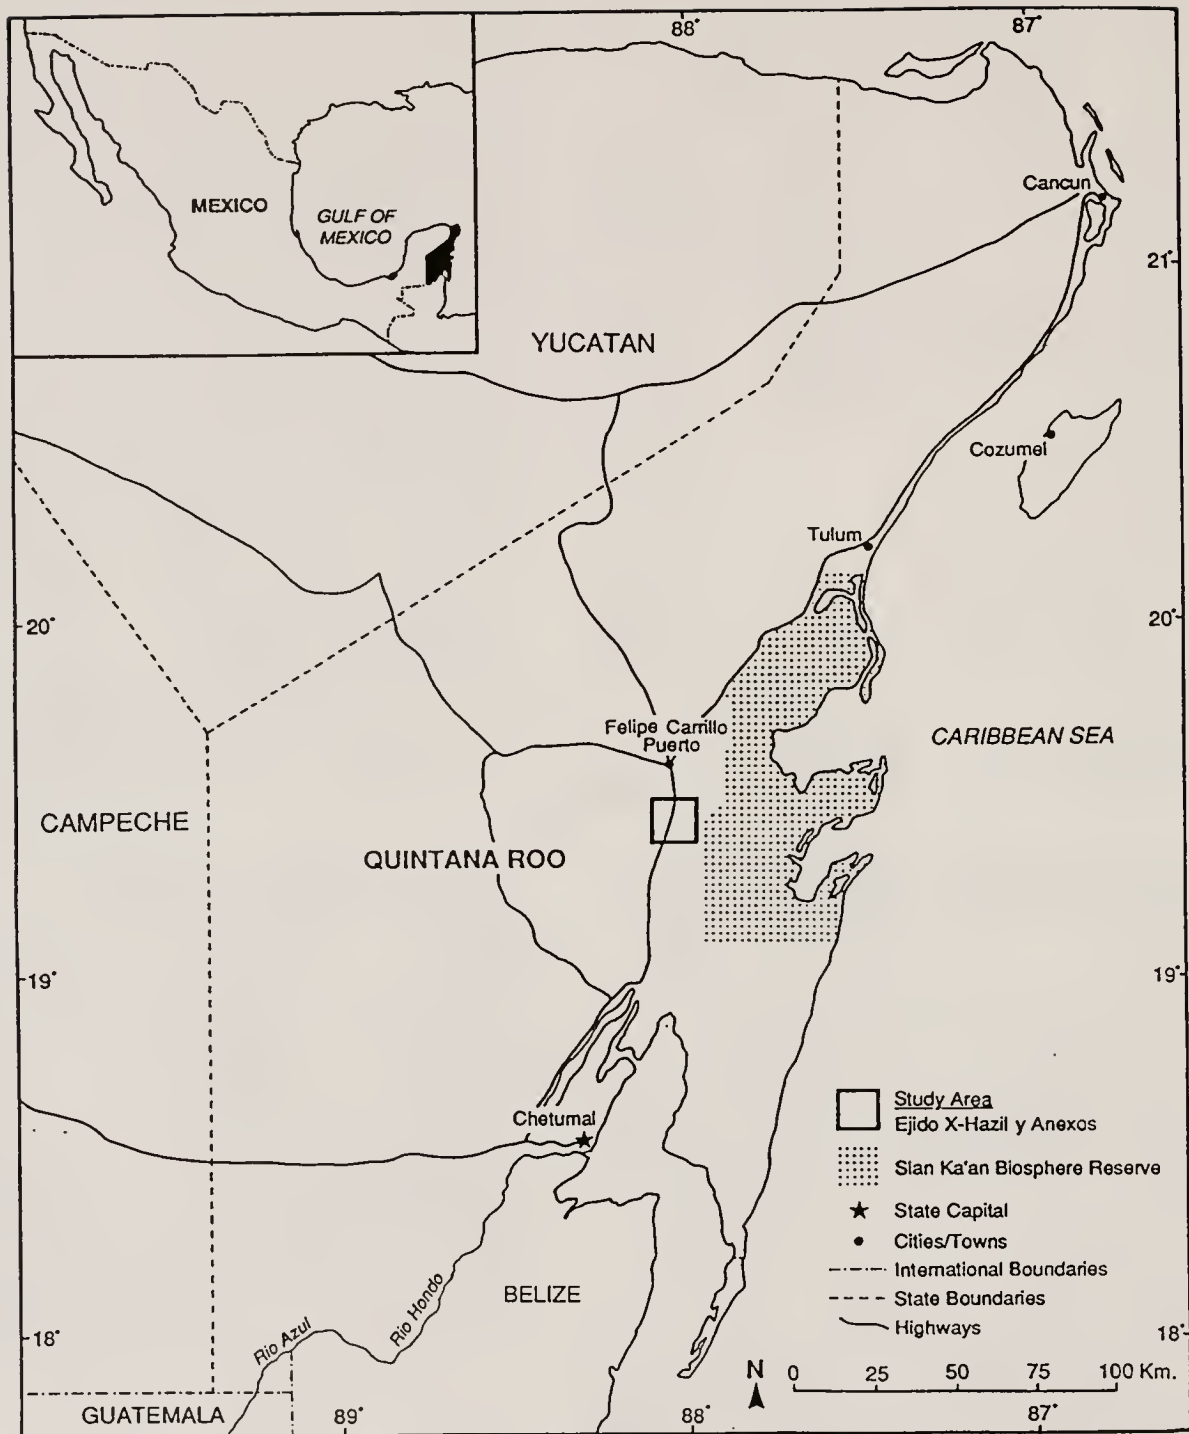 88°
87°
MEXICO
GULF OF
MEXICO
Cancun
21°
YUCATAN
Cozumel
Tulum
20°
20°
Felipe Carrillo
Puerto
CARIBBEAN SEA
CAMPECHE
QUINTANA ROO
19°
19°
Chetumal
Study Area
Ejido X-Hazil y Anexos
Sian Ka'an Biosphere Reserve
State Capital
Cities/Towns
International Boundaries
State Boundaries
Highways
BELIZE
Rio Hondo
Rio Azul
18°
18°
N
0 25 50 75 100 Km.
GUATEMALA
89°
88°
87°